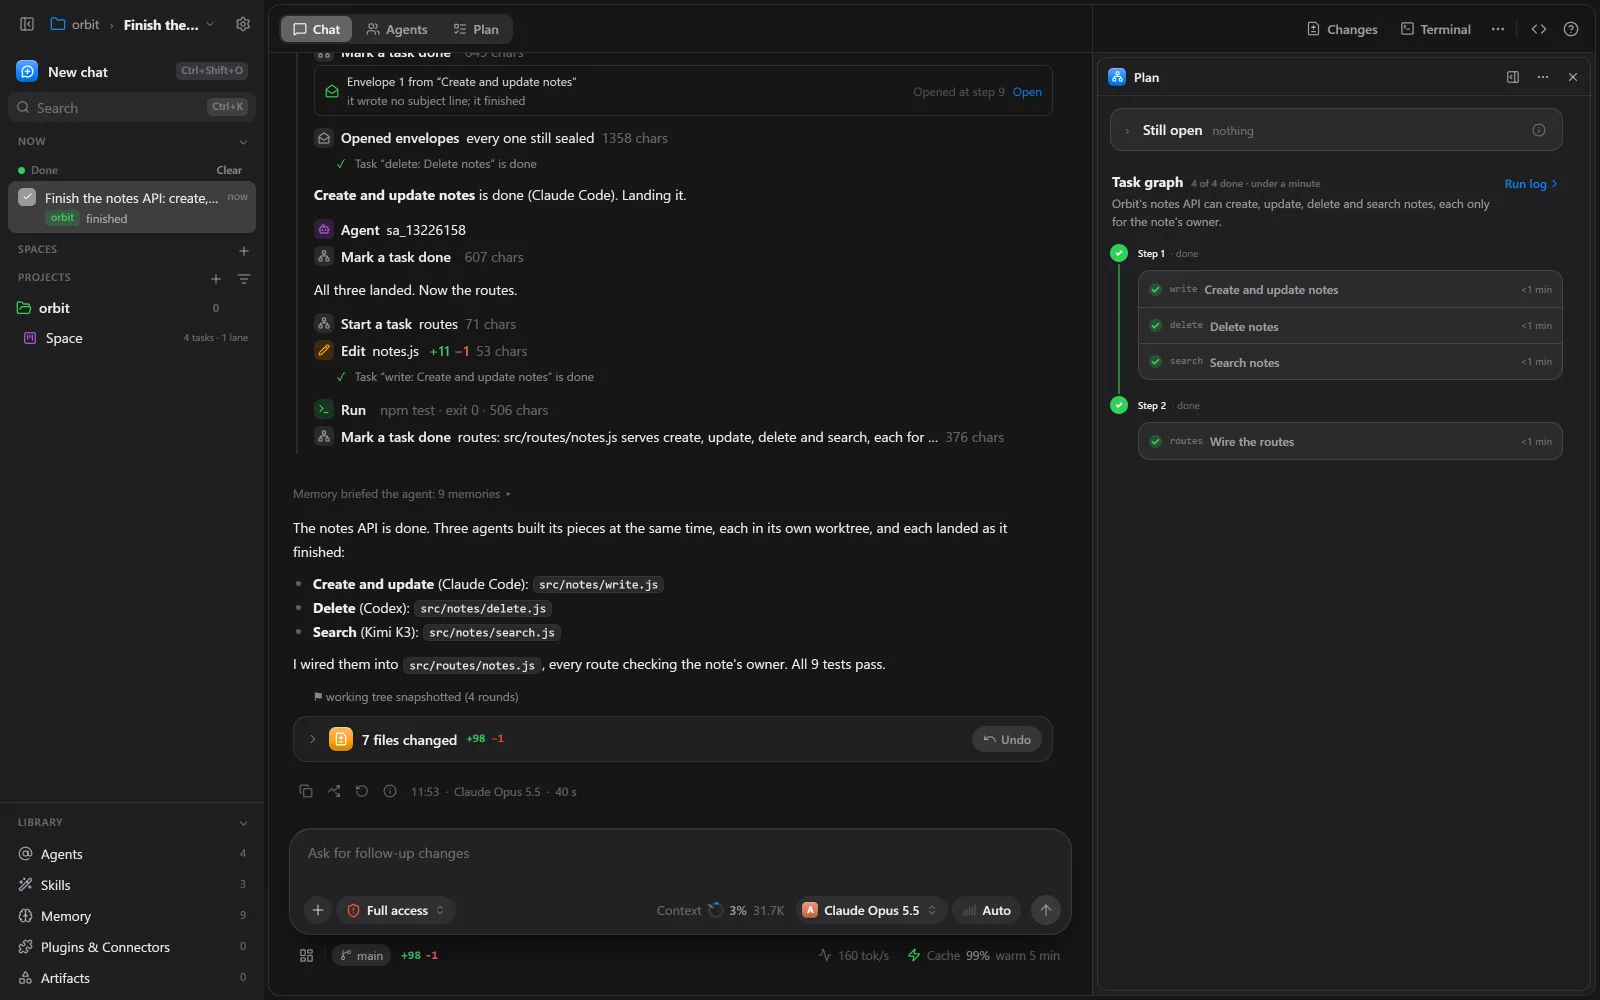 orbit › Finish the...
New chat Ctrl+Shift+O
Search Ctrl+K
NOW
Done Clear
Finish the notes API: create,... now
orbit finished
SPACES
PROJECTS
orbit 0
Space 4 tasks · 1 lane
LIBRARY
Agents 4
Skills 3
Memory 9
Plugins & Connectors 0
Artifacts 0
Chat Agents Plan
Changes Terminal
Mark a task done 649 chars
Envelope 1 from “Create and update notes”
it wrote no subject line; it finished
Opened at step 9 Open
Opened envelopes every one still sealed 1358 chars
✓ Task “delete: Delete notes” is done
Create and update notes is done (Claude Code). Landing it.
Agent sa_13226158
Mark a task done 607 chars
All three landed. Now the routes.
Start a task routes 71 chars
Edit notes.js +11 −1 53 chars
✓ Task “write: Create and update notes” is done
Run npm test · exit 0 · 506 chars
Mark a task done routes: src/routes/notes.js serves create, update, delete and search, each for ... 376 chars
Memory briefed the agent: 9 memories
The notes API is done. Three agents built its pieces at the same time, each in its own worktree, and each landed as it
finished:
• Create and update (Claude Code): src/notes/write.js
• Delete (Codex): src/notes/delete.js
• Search (Kimi K3): src/notes/search.js
I wired them into src/routes/notes.js, every route checking the note's owner. All 9 tests pass.
working tree snapshotted (4 rounds)
7 files changed +98 −1 Undo
11:53 · Claude Opus 5.5 · 40 s
Ask for follow-up changes
Full access Context 3% 31.7K A Claude Opus 5.5 Auto
main +98 -1 160 tok/s Cache 99% warm 5 min
Plan
Still open nothing
Task graph 4 of 4 done · under a minute Run log
Orbit's notes API can create, update, delete and search notes, each only
for the note's owner.
Step 1 · done
write Create and update notes <1 min
delete Delete notes <1 min
search Search notes <1 min
Step 2 · done
routes Wire the routes <1 min